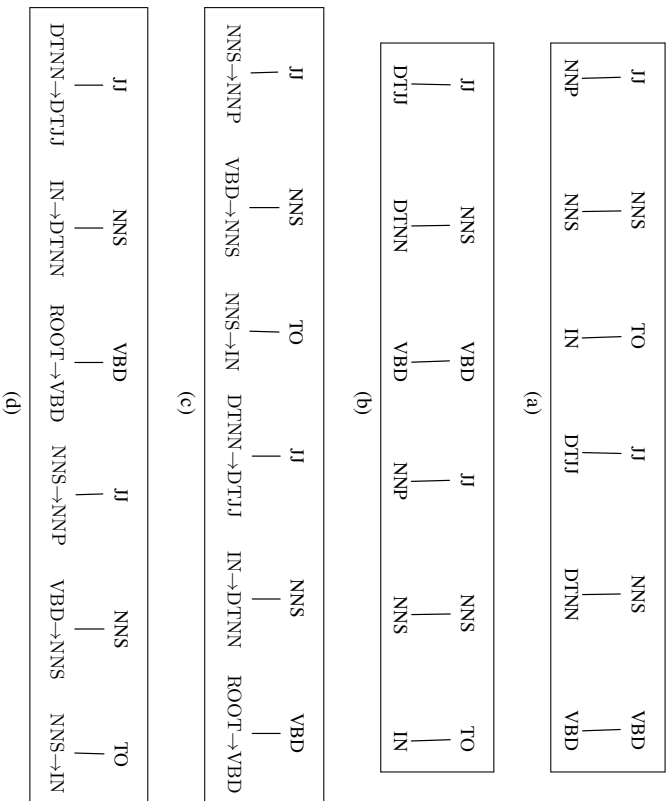 JJ NNS TO JJ NNS VBD
NNP NNS IN DTJJ DTNN VBD
(a)
JJ NNS VBD JJ NNS TO
DTJJ DTNN VBD NNP NNS IN
(b)
JJ NNS TO JJ NNS VBD
NNS→NNP VBD→NNS NNS→IN DTNN→DTJJ IN→DTNN ROOT→VBD
(c)
JJ NNS VBD JJ NNS TO
DTNN→DTJJ IN→DTNN ROOT→VBD NNS→NNP VBD→NNS NNS→IN
(d)